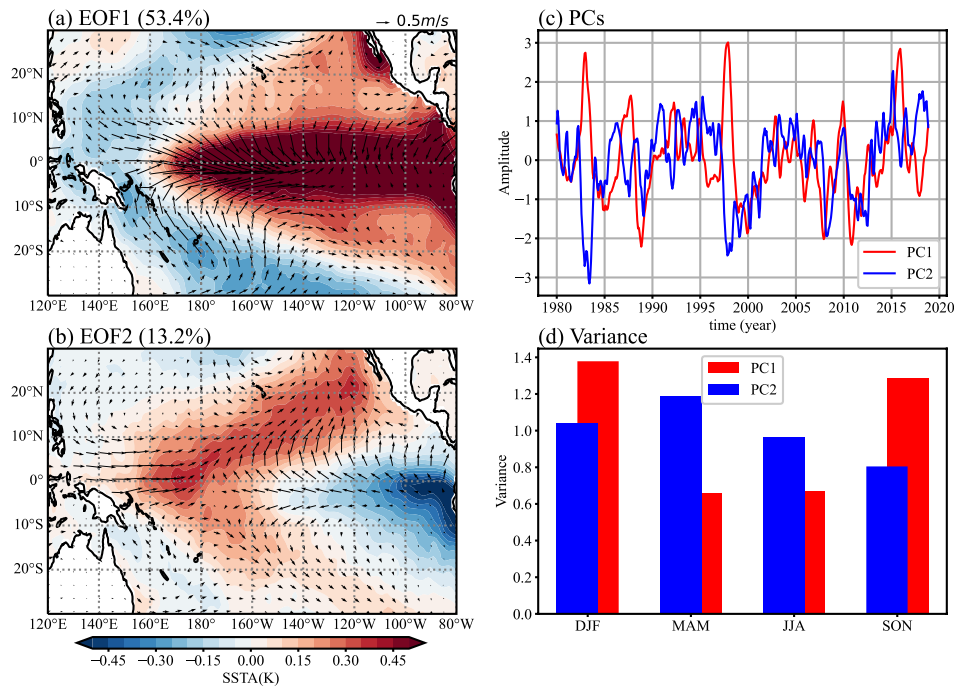 (a) EOF1 (53.4%)
→ 0.5m/s
20°N
10°N
0°
10°S
20°S
120°E 140°E 160°E 180° 160°W 140°W 120°W 100°W 80°W
(b) EOF2 (13.2%)
20°N
10°N
0°
10°S
20°S
120°E 140°E 160°E 180° 160°W 140°W 120°W 100°W 80°W
−0.45 −0.30 −0.15 0.00 0.15 0.30 0.45
SSTA(K)
(c) PCs
3
2
1
0
−1
−2
−3
Amplitude
PC1
PC2
1980 1985 1990 1995 2000 2005 2010 2015 2020
time (year)
(d) Variance
1.4
1.2
1.0
0.8
0.6
0.4
0.2
0.0
Variance
PC1
PC2
DJF MAM JJA SON